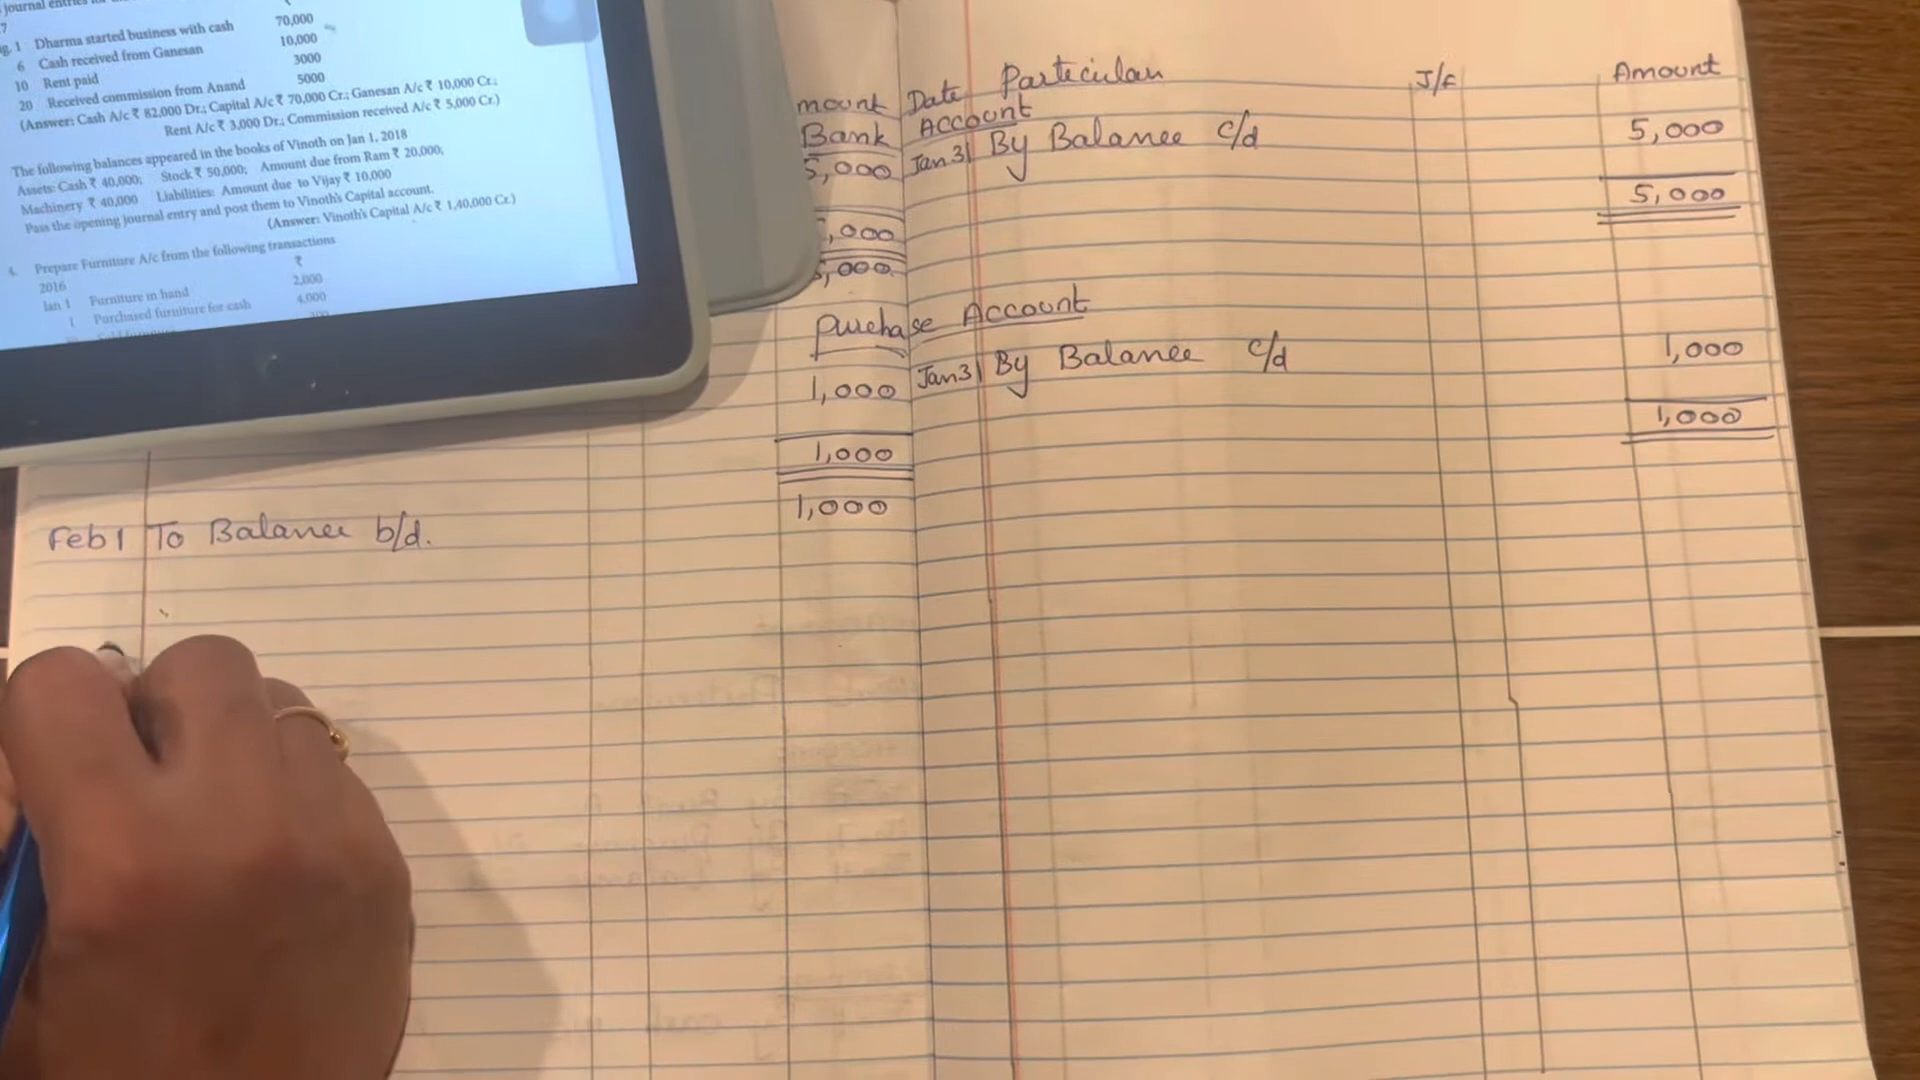 journal entries for
7
g. 1 Dharma started business with cash 70,000
6 Cash received from Ganesan 10,000
10 Rent paid 3000
20 Received commission from Anand 5000
(Answer: Cash A/c ₹ 82,000 Dr.; Capital A/c ₹ 70,000 Cr.; Ganesan A/c ₹ 10,000 Cr.;
Rent A/c ₹ 3,000 Dr.; Commission received A/c ₹ 5,000 Cr.)
The following balances appeared in the books of Vinoth on Jan 1, 2018
Assets: Cash ₹ 40,000; Stock ₹ 50,000; Amount due from Ram ₹ 20,000;
Machinery ₹ 40,000 Liabilities: Amount due to Vijay ₹ 10,000
Pass the opening journal entry and post them to Vinoth's Capital account.
(Answer: Vinoth's Capital A/c ₹ 1,40,000 Cr.)
4. Prepare Furniture A/c from the following transactions
2016 ₹
Jan 1 Furniture in hand 2,000
1 Purchased furniture for cash 4,000
mount Date Particulars J/F Amount
Bank Account
5,000 Jan 31 By Balance c/d 5,000
5,000
,000
5,000
Purchase Account
1,000 Jan 31 By Balance c/d 1,000
1,000 1,000
Feb 1 To Balance b/d. 1,000